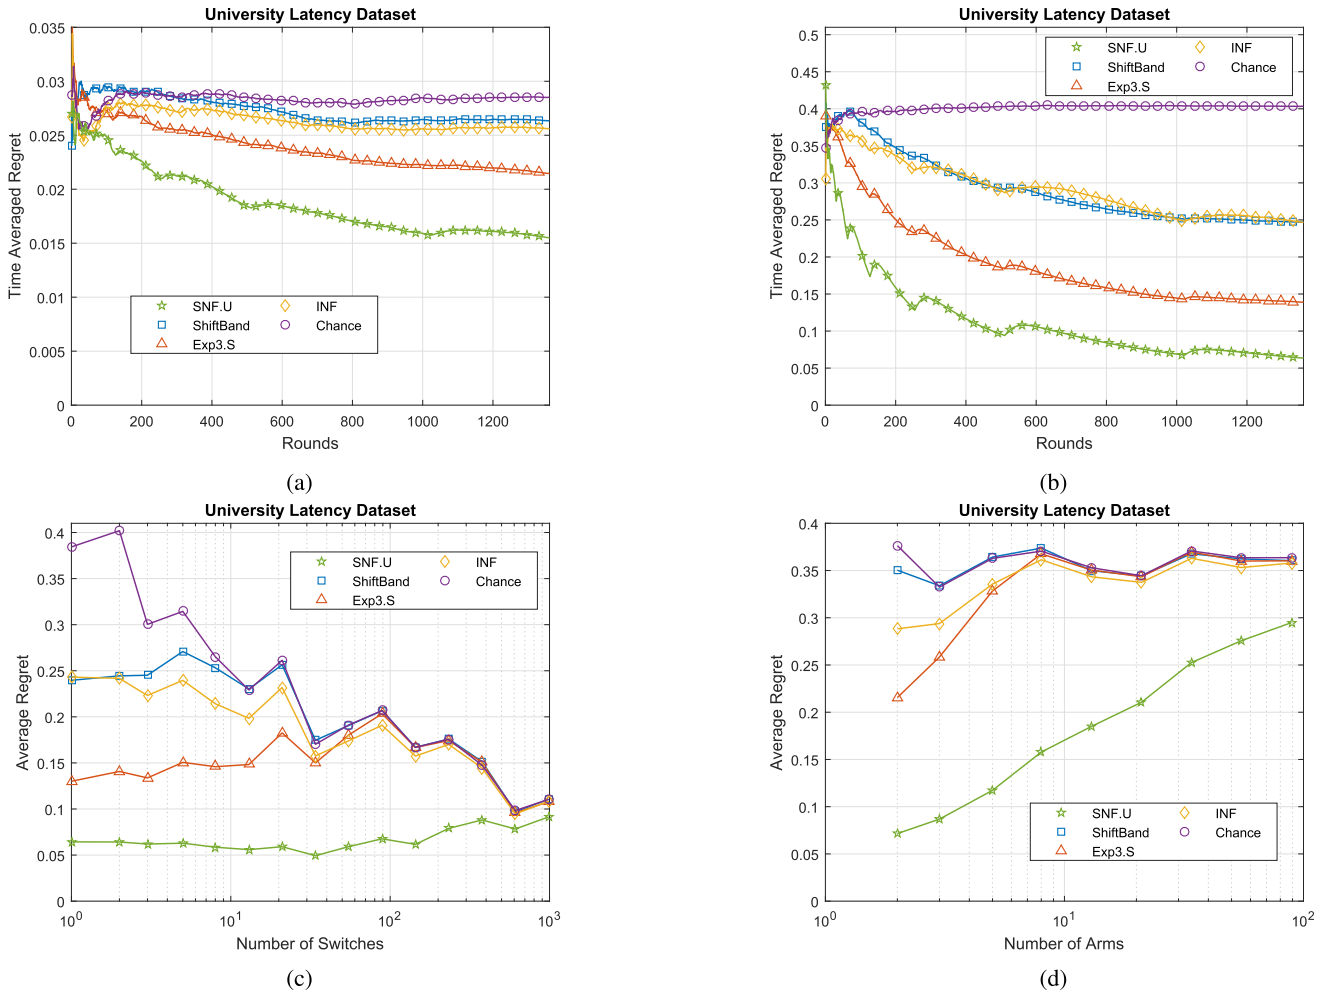 University Latency Dataset
0.035
0.03
0.025
0.02
0.015
0.01
0.005
0
Time Averaged Regret
SNF.U
INF
ShiftBand
Chance
Exp3.S
0 200 400 600 800 1000 1200
Rounds
(a)
University Latency Dataset
0.5
0.45
0.4
0.35
0.3
0.25
0.2
0.15
0.1
0.05
0
Time Averaged Regret
SNF.U
INF
ShiftBand
Chance
Exp3.S
0 200 400 600 800 1000 1200
Rounds
(b)
University Latency Dataset
0.4
0.35
0.3
0.25
0.2
0.15
0.1
0.05
0
Average Regret
SNF.U
INF
ShiftBand
Chance
Exp3.S
10^0 10^1 10^2 10^3
Number of Switches
(c)
University Latency Dataset
0.4
0.35
0.3
0.25
0.2
0.15
0.1
0.05
0
Average Regret
SNF.U
INF
ShiftBand
Chance
Exp3.S
10^0 10^1 10^2
Number of Arms
(d)